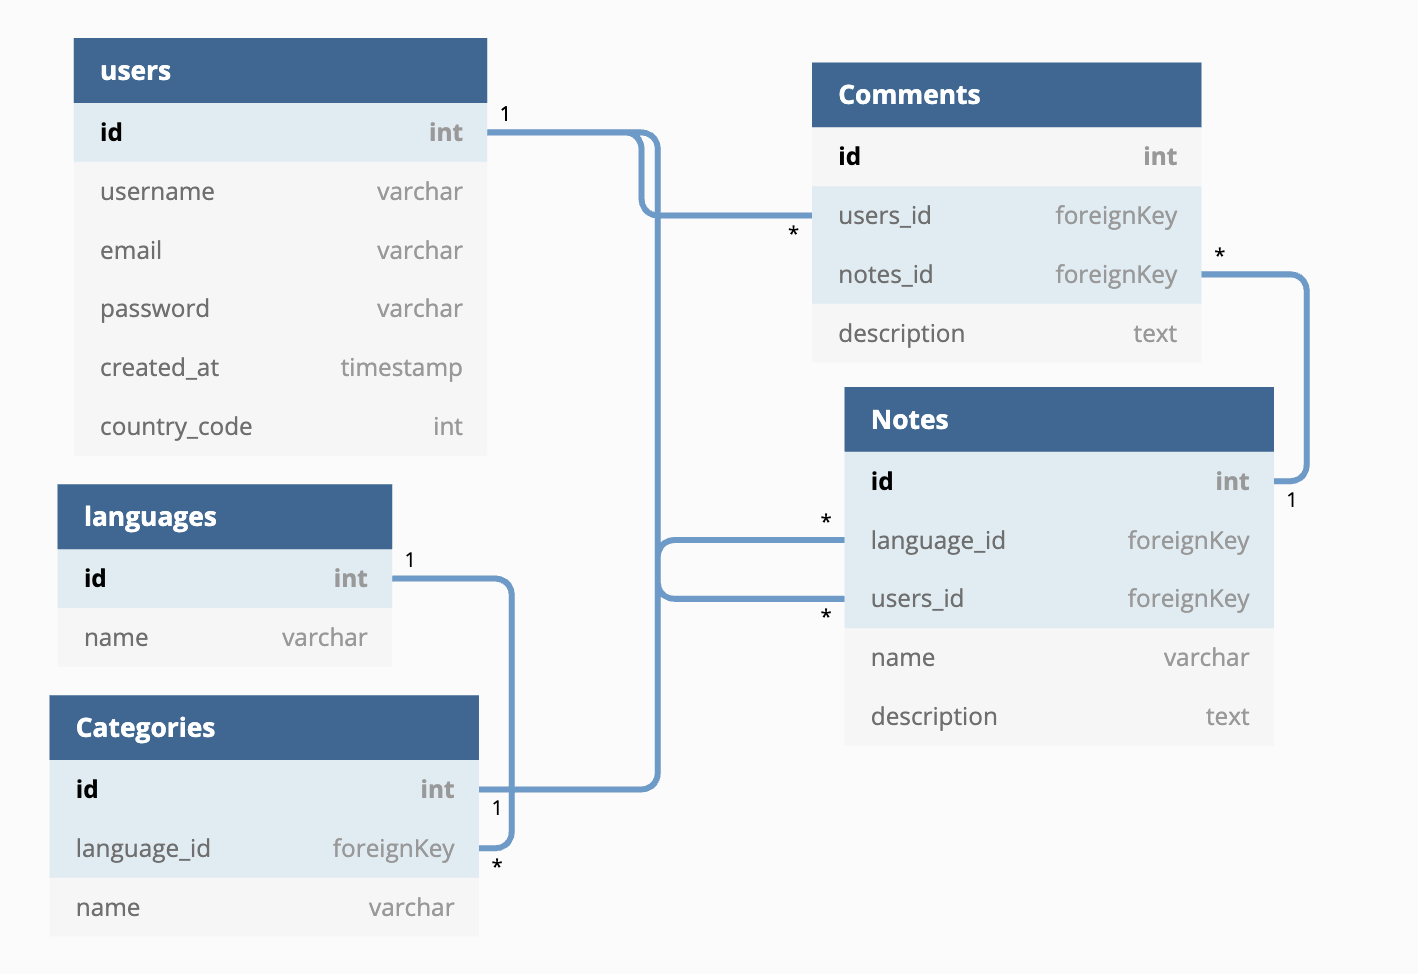 users
id int
username varchar
email varchar
password varchar
created_at timestamp
country_code int
1
*
Comments
id int
users_id foreignKey
notes_id foreignKey
description text
*
1
Notes
id int
language_id foreignKey
users_id foreignKey
name varchar
description text
*
*
languages
id int
name varchar
1
Categories
id int
language_id foreignKey
name varchar
1
*